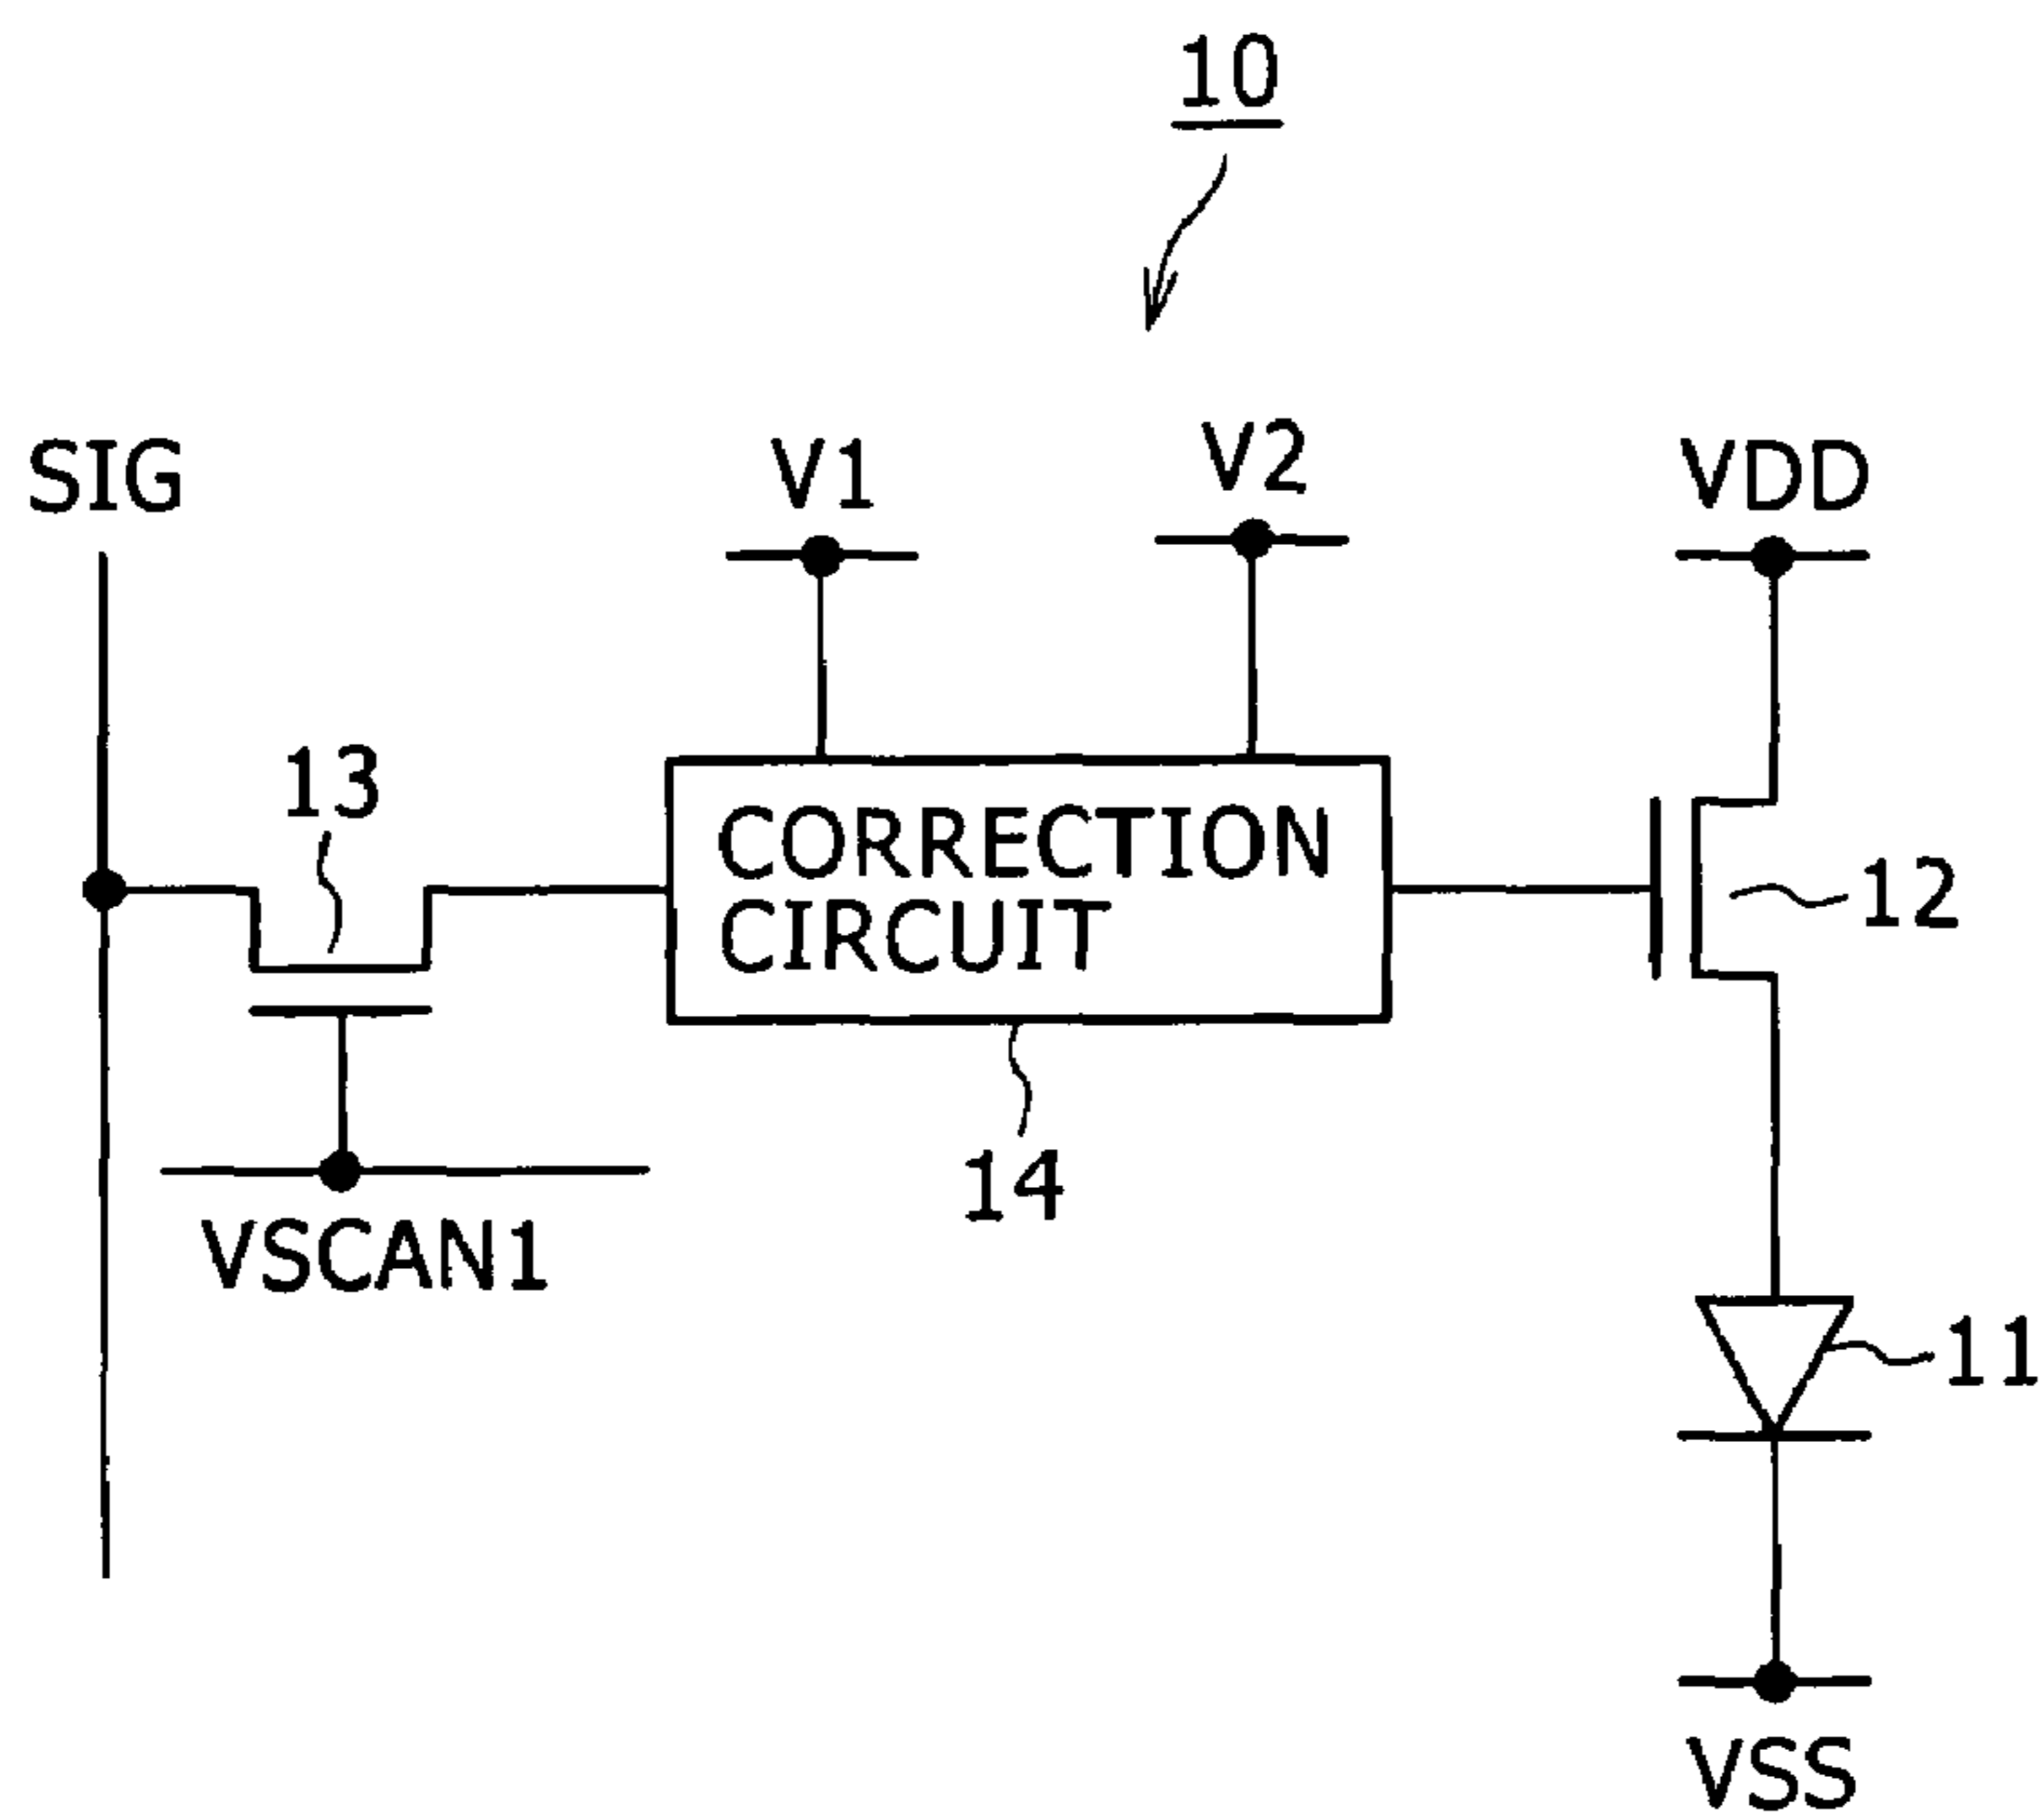 10
SIG
V1
V2
VDD
13
CORRECTION
CIRCUIT
12
14
VSCAN1
11
VSS